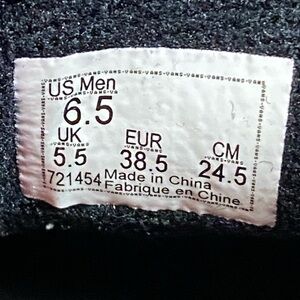 US Men
6.5
UK EUR CM
5.5 38.5 24.5
721454 Made in China
Fabrique en Chine